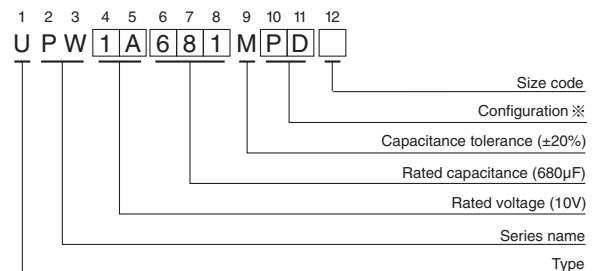 1 2 3 4 5 6 7 8 9 10 11 12
U P W 1 A 6 8 1 M P D
Size code
Configuration ※
Capacitance tolerance (±20%)
Rated capacitance (680µF)
Rated voltage (10V)
Series name
Type